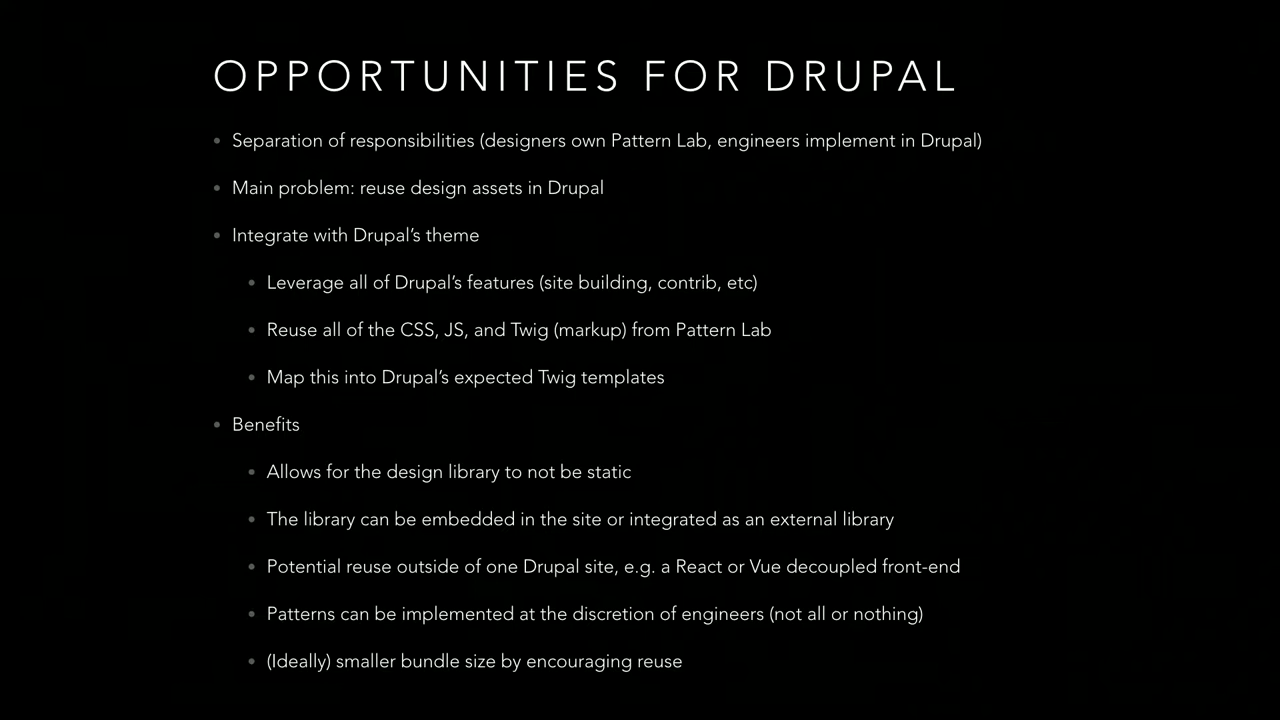 OPPORTUNITIES FOR DRUPAL
• Separation of responsibilities (designers own Pattern Lab, engineers implement in Drupal)
• Main problem: reuse design assets in Drupal
• Integrate with Drupal’s theme
• Leverage all of Drupal’s features (site building, contrib, etc)
• Reuse all of the CSS, JS, and Twig (markup) from Pattern Lab
• Map this into Drupal’s expected Twig templates
• Benefits
• Allows for the design library to not be static
• The library can be embedded in the site or integrated as an external library
• Potential reuse outside of one Drupal site, e.g. a React or Vue decoupled front-end
• Patterns can be implemented at the discretion of engineers (not all or nothing)
• (Ideally) smaller bundle size by encouraging reuse